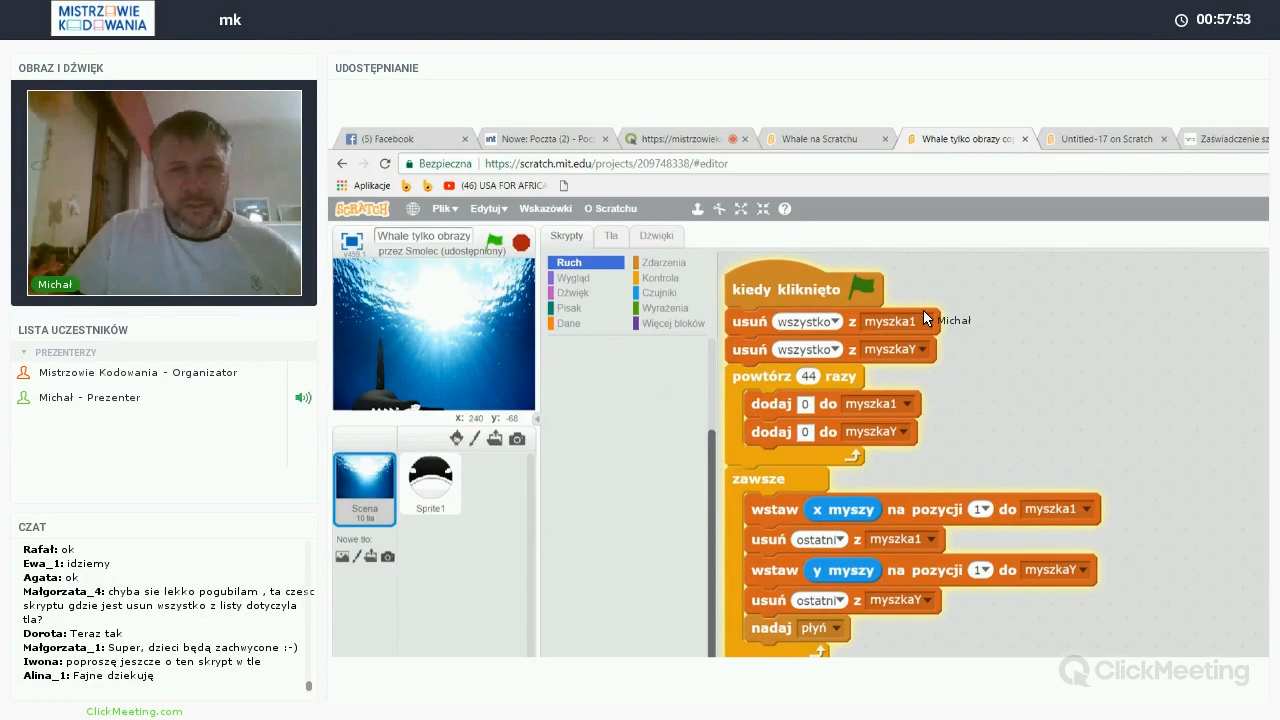 MISTRZOWIE
KODOWANIA
mk
00:57:53
OBRAZ I DŹWIĘK
Michał
LISTA UCZESTNIKÓW
PREZENTERZY
Mistrzowie Kodowania - Organizator
Michał - Prezenter
CZAT
Rafał: ok
Ewa_1: idziemy
Agata: ok
Małgorzata_4: chyba sie lekko pogubilam , ta czesc
skryptu gdzie jest usun wszystko z listy dotyczyla
tla?
Dorota: Teraz tak
Małgorzata_1: Super, dzieci będą zachwycone :-)
Iwona: poproszę jeszcze o ten skrypt w tle
Alina_1: Fajne dziekuję
ClickMeeting.com
UDOSTĘPNIANIE
(5) Facebook
int Nowe: Poczta (2) - Pocz
https://mistrzowiek
Whale na Scratchu
Whale tylko obrazy co
Untitled-17 on Scratch
Zaświadczenie sz
Bezpieczna | https://scratch.mit.edu/projects/209748338/#editor
Aplikacje
(46) USA FOR AFRICA
SCRATCH
Plik
Edytuj
Wskazówki
O Scratchu
Whale tylko obrazy
przez Smolec (udostępniony)
v459.1
x: 240 y: -68
Scena
10 tła
Sprite1
Nowe tło:
Skrypty
Tła
Dźwięki
Ruch
Zdarzenia
Wygląd
Kontrola
Dźwięk
Czujniki
Pisak
Wyrażenia
Dane
Więcej bloków
kiedy kliknięto
usuń wszystko z myszka1
Michał
usuń wszystko z myszkaY
powtórz 44 razy
dodaj 0 do myszka1
dodaj 0 do myszkaY
zawsze
wstaw x myszy na pozycji 1 do myszka1
usuń ostatni z myszka1
wstaw y myszy na pozycji 1 do myszkaY
usuń ostatni z myszkaY
nadaj płyń
ClickMeeting